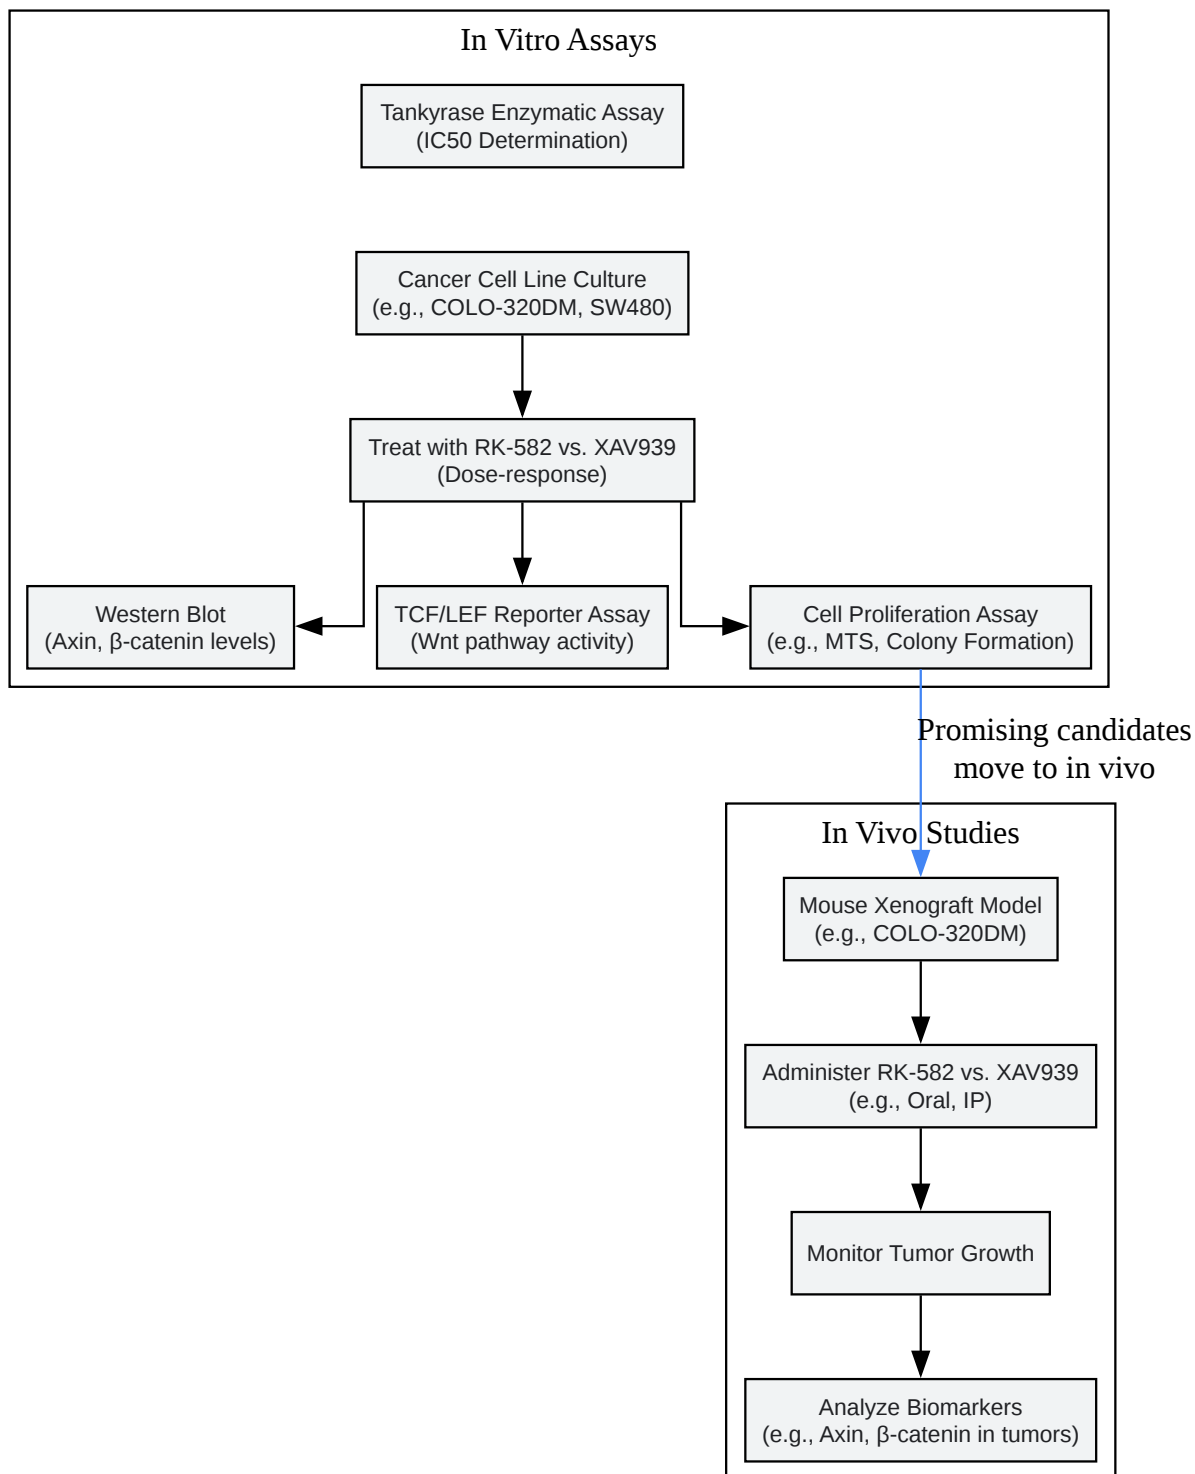 In Vitro Assays
Tankyrase Enzymatic Assay
(IC50 Determination)
Cancer Cell Line Culture
(e.g., COLO-320DM, SW480)
Treat with RK-582 vs. XAV939
(Dose-response)
Western Blot
(Axin, β-catenin levels)
TCF/LEF Reporter Assay
(Wnt pathway activity)
Cell Proliferation Assay
(e.g., MTS, Colony Formation)
Promising candidates
move to in vivo
In Vivo Studies
Mouse Xenograft Model
(e.g., COLO-320DM)
Administer RK-582 vs. XAV939
(e.g., Oral, IP)
Monitor Tumor Growth
Analyze Biomarkers
(e.g., Axin, β-catenin in tumors)